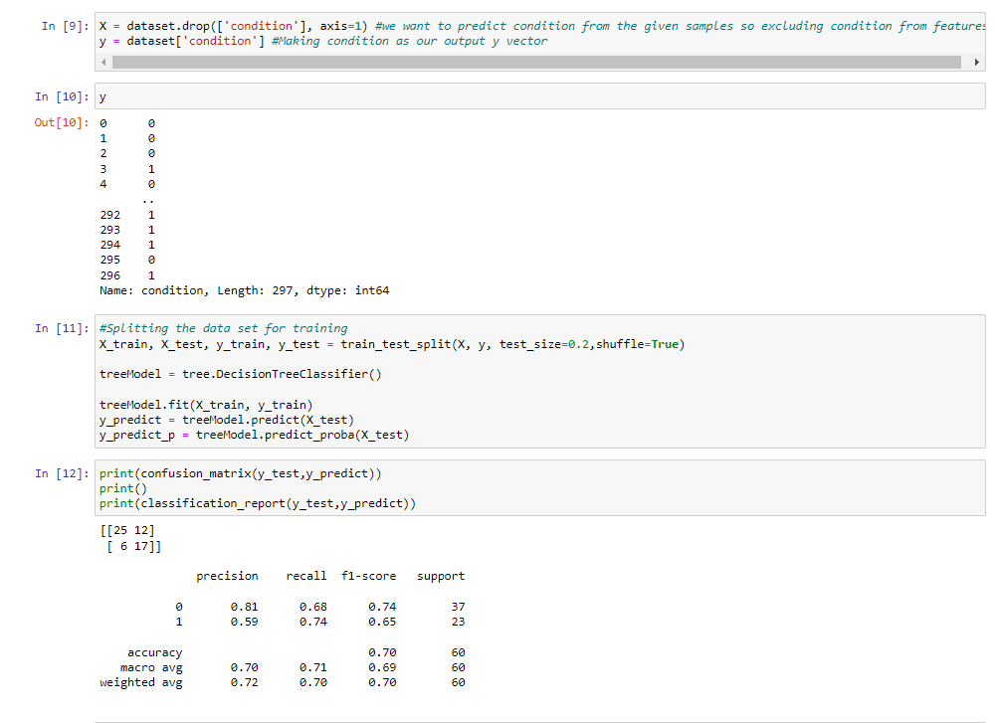 In [9]: X = dataset.drop(['condition'], axis=1) #we want to predict condition from the given samples so excluding condition from features
y = dataset['condition'] #Making condition as our output y vector
In [10]: y
Out[10]: 0 0
1 0
2 0
3 1
4 0
..
292 1
293 1
294 1
295 0
296 1
Name: condition, Length: 297, dtype: int64
In [11]: #Splitting the data set for training
X_train, X_test, y_train, y_test = train_test_split(X, y, test_size=0.2,shuffle=True)
treeModel = tree.DecisionTreeClassifier()
treeModel.fit(X_train, y_train)
y_predict = treeModel.predict(X_test)
y_predict_p = treeModel.predict_proba(X_test)
In [12]: print(confusion_matrix(y_test,y_predict))
print()
print(classification_report(y_test,y_predict))
[[25 12]
[ 6 17]]
precision recall f1-score support
0 0.81 0.68 0.74 37
1 0.59 0.74 0.65 23
accuracy 0.70 60
macro avg 0.70 0.71 0.69 60
weighted avg 0.72 0.70 0.70 60